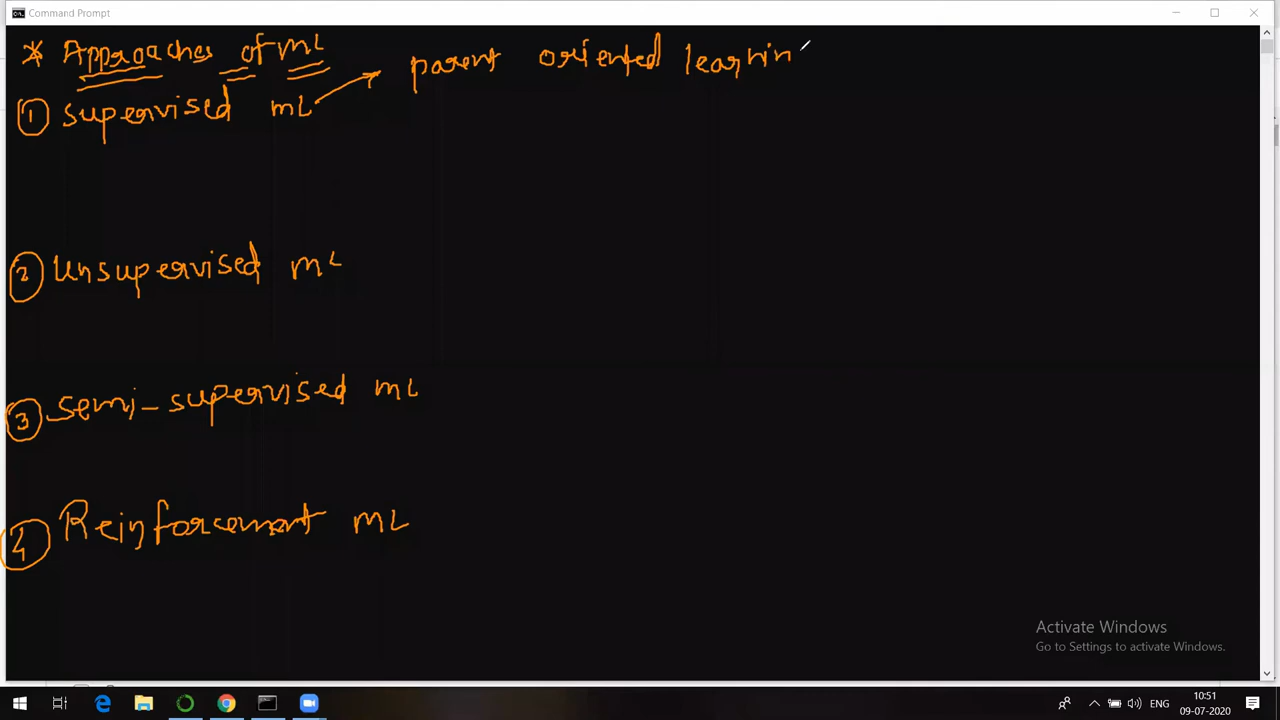 Command Prompt
* Approaches of mL
parent oriented learnin
① supervised mL
② Unsupervised mL
③ semi-supervised mL
④ Reinforcement mL
Activate Windows
Go to Settings to activate Windows.
ENG
10:51
09-07-2020